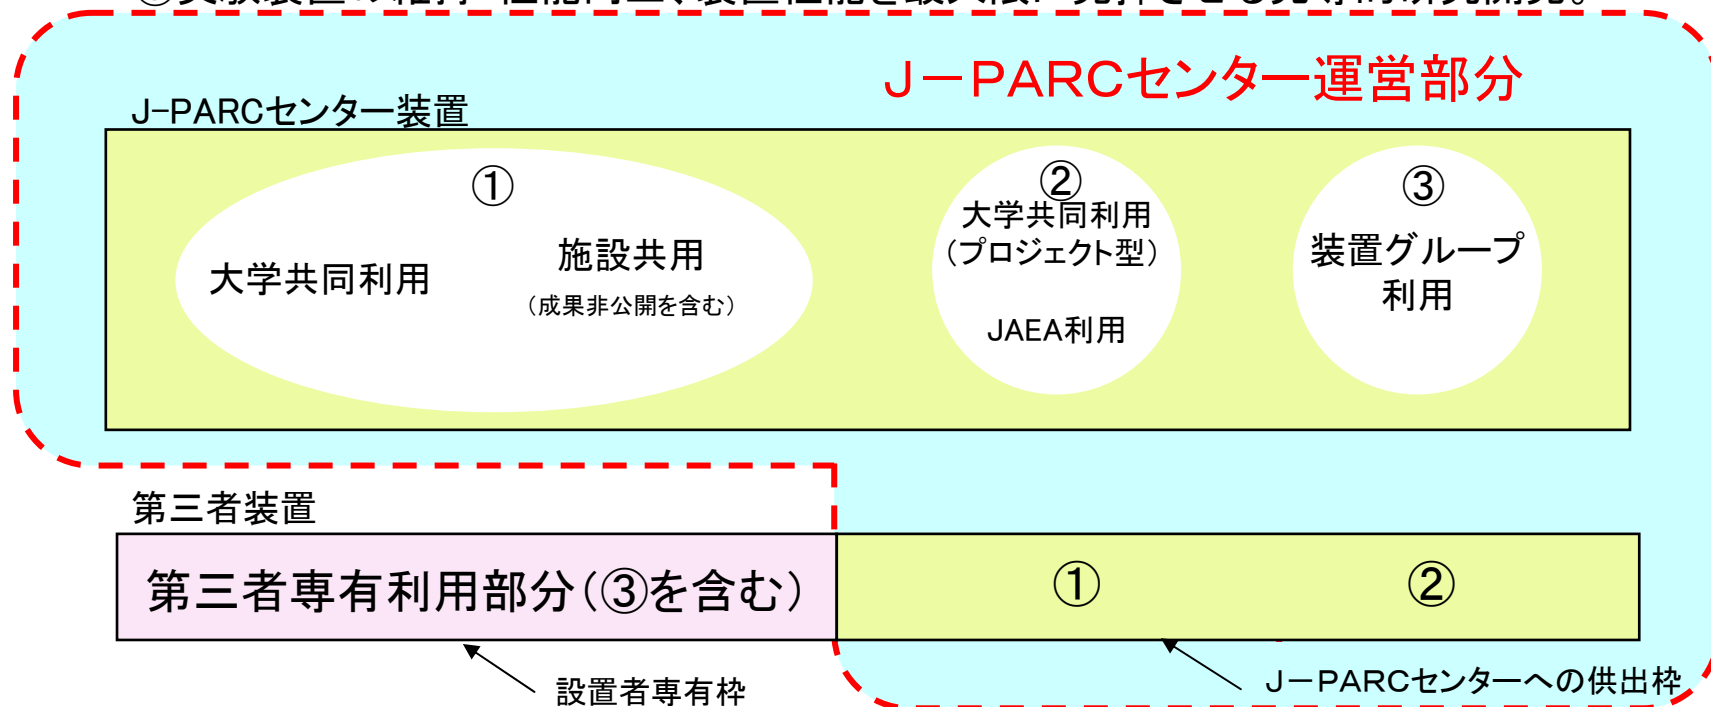 J－PARCセンター運営部分
J-PARCセンター装置
①
大学共同利用
施設共用
（成果非公開を含む）
②
大学共同利用
（プロジェクト型）
JAEA利用
③
装置グループ
利用
第三者装置
第三者専有利用部分（③を含む）
①
②
設置者専有枠
J－PARCセンターへの供出枠